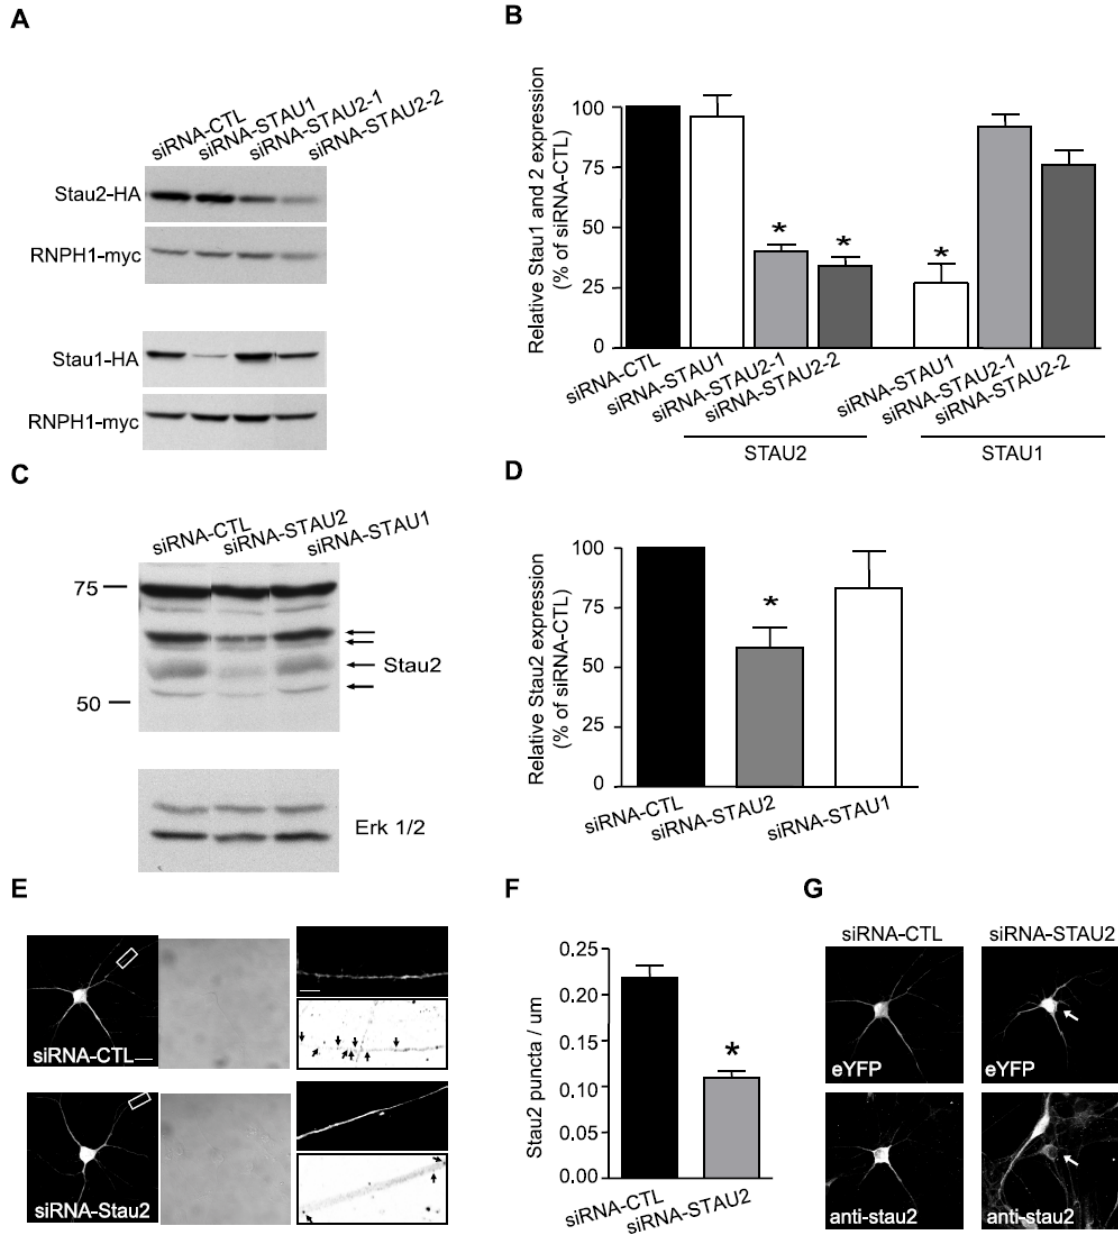 A
siRNA-CTL
siRNA-STAU1
siRNA-STAU2-1
siRNA-STAU2-2
Stau2-HA
RNPH1-myc
Stau1-HA
RNPH1-myc
B
Relative Stau1 and 2 expression
(% of siRNA-CTL)
100
75
50
25
0
*
*
*
siRNA-CTL
siRNA-STAU1
siRNA-STAU2-1
siRNA-STAU2-2
siRNA-STAU1
siRNA-STAU2-1
siRNA-STAU2-2
STAU2
STAU1
C
siRNA-CTL
siRNA-STAU2
siRNA-STAU1
75
50
Stau2
Erk 1/2
D
Relative Stau2 expression
(% of siRNA-CTL)
100
75
50
25
0
*
siRNA-CTL
siRNA-STAU2
siRNA-STAU1
E
siRNA-CTL
siRNA-Stau2
F
Stau2 puncta / um
0.25
0.20
0.15
0.10
0.05
0.00
*
siRNA-CTL
siRNA-STAU2
G
siRNA-CTL
siRNA-STAU2
eYFP
eYFP
anti-stau2
anti-stau2